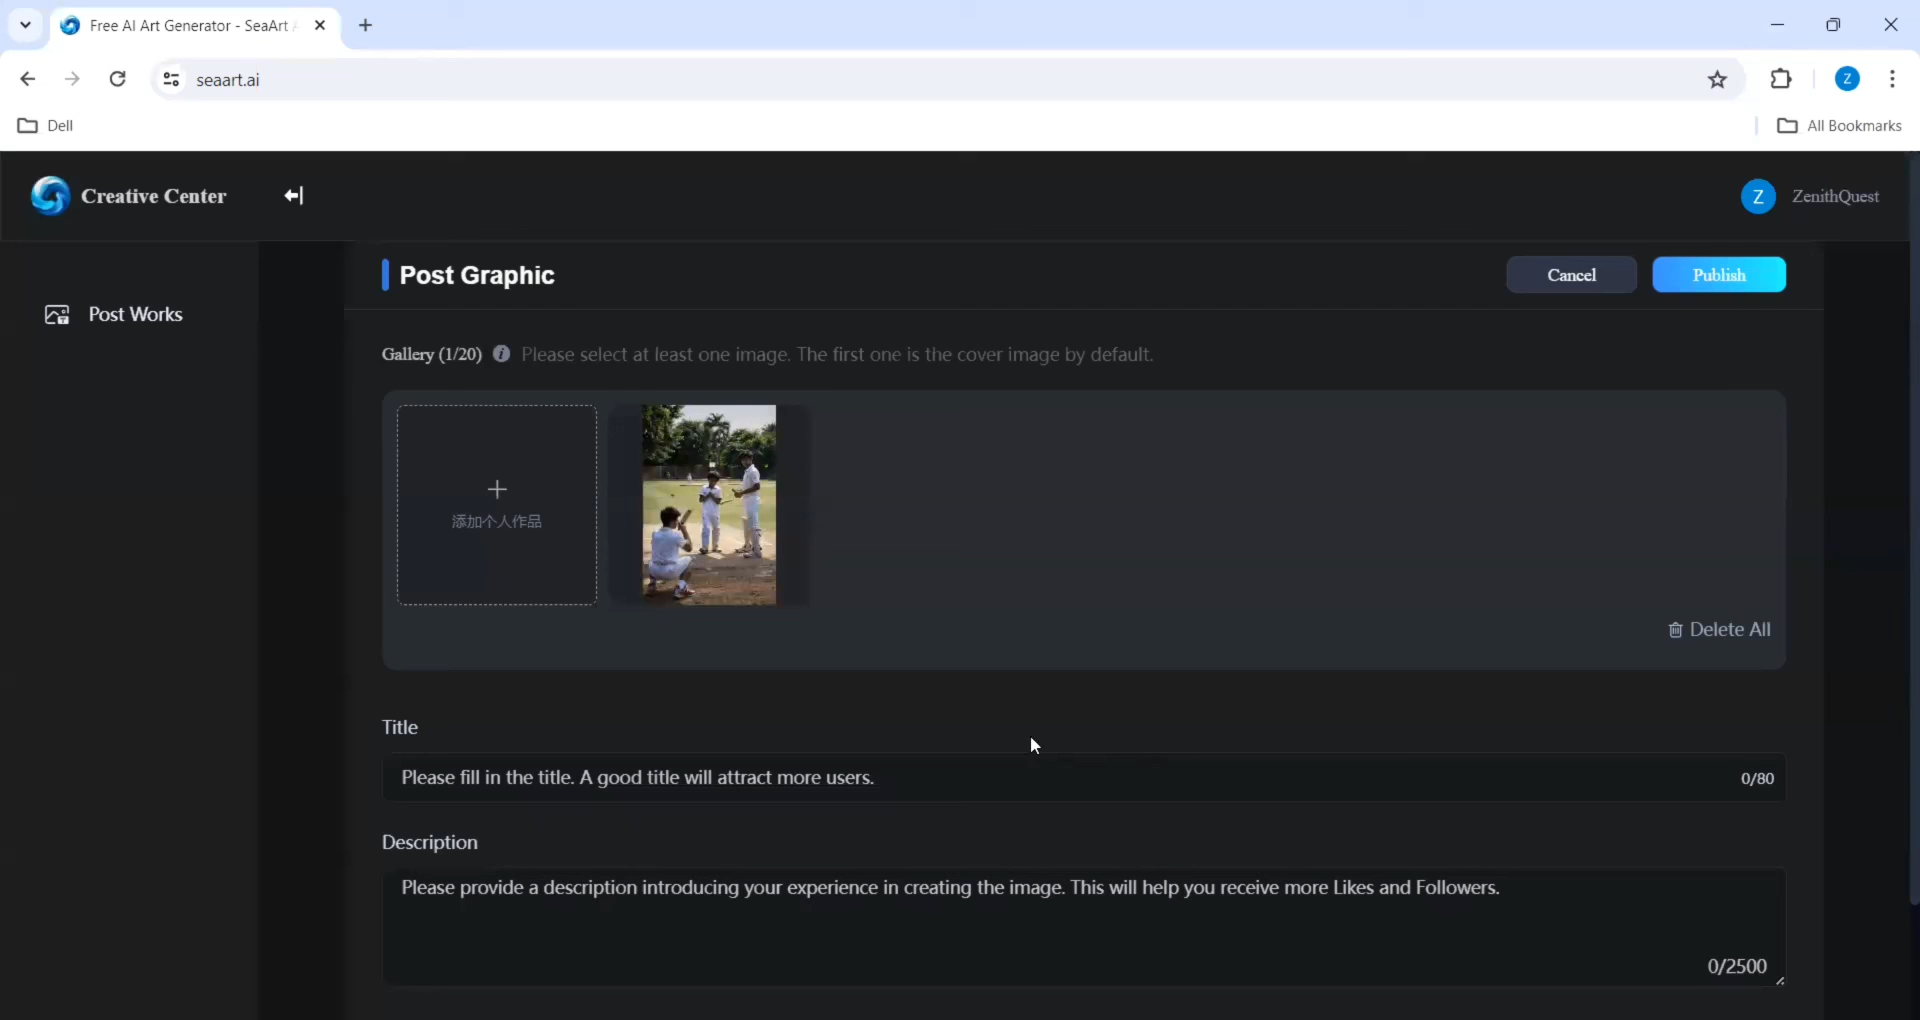 Free AI Art Generator - SeaArt
seaart.ai
Z
Dell
All Bookmarks
Creative Center
Z
ZenithQuest
Post Works
Post Graphic
Cancel
Publish
Gallery (1/20) i Please select at least one image. The first one is the cover image by default.
添加个人作品
Delete All
Title
Please fill in the title. A good title will attract more users.
0/80
Description
Please provide a description introducing your experience in creating the image. This will help you receive more Likes and Followers.
0/2500